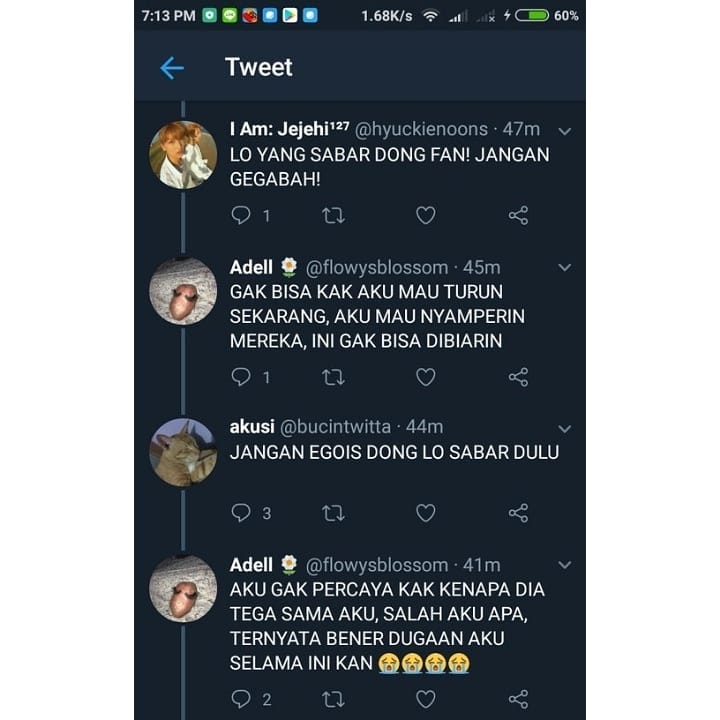 7:13 PM 1.68K/s 60%
Tweet
I Am: Jejehi¹²⁷ @hyuckienoons · 47m
LO YANG SABAR DONG FAN! JANGAN
GEGABAH!
1
Adell 🌼 @flowysblossom · 45m
GAK BISA KAK AKU MAU TURUN
SEKARANG, AKU MAU NYAMPERIN
MEREKA, INI GAK BISA DIBIARIN
1
akusi @bucintwitta · 44m
JANGAN EGOIS DONG LO SABAR DULU
3
Adell 🌼 @flowysblossom · 41m
AKU GAK PERCAYA KAK KENAPA DIA
TEGA SAMA AKU, SALAH AKU APA,
TERNYATA BENER DUGAAN AKU
SELAMA INI KAN 😭😭😭😭
2